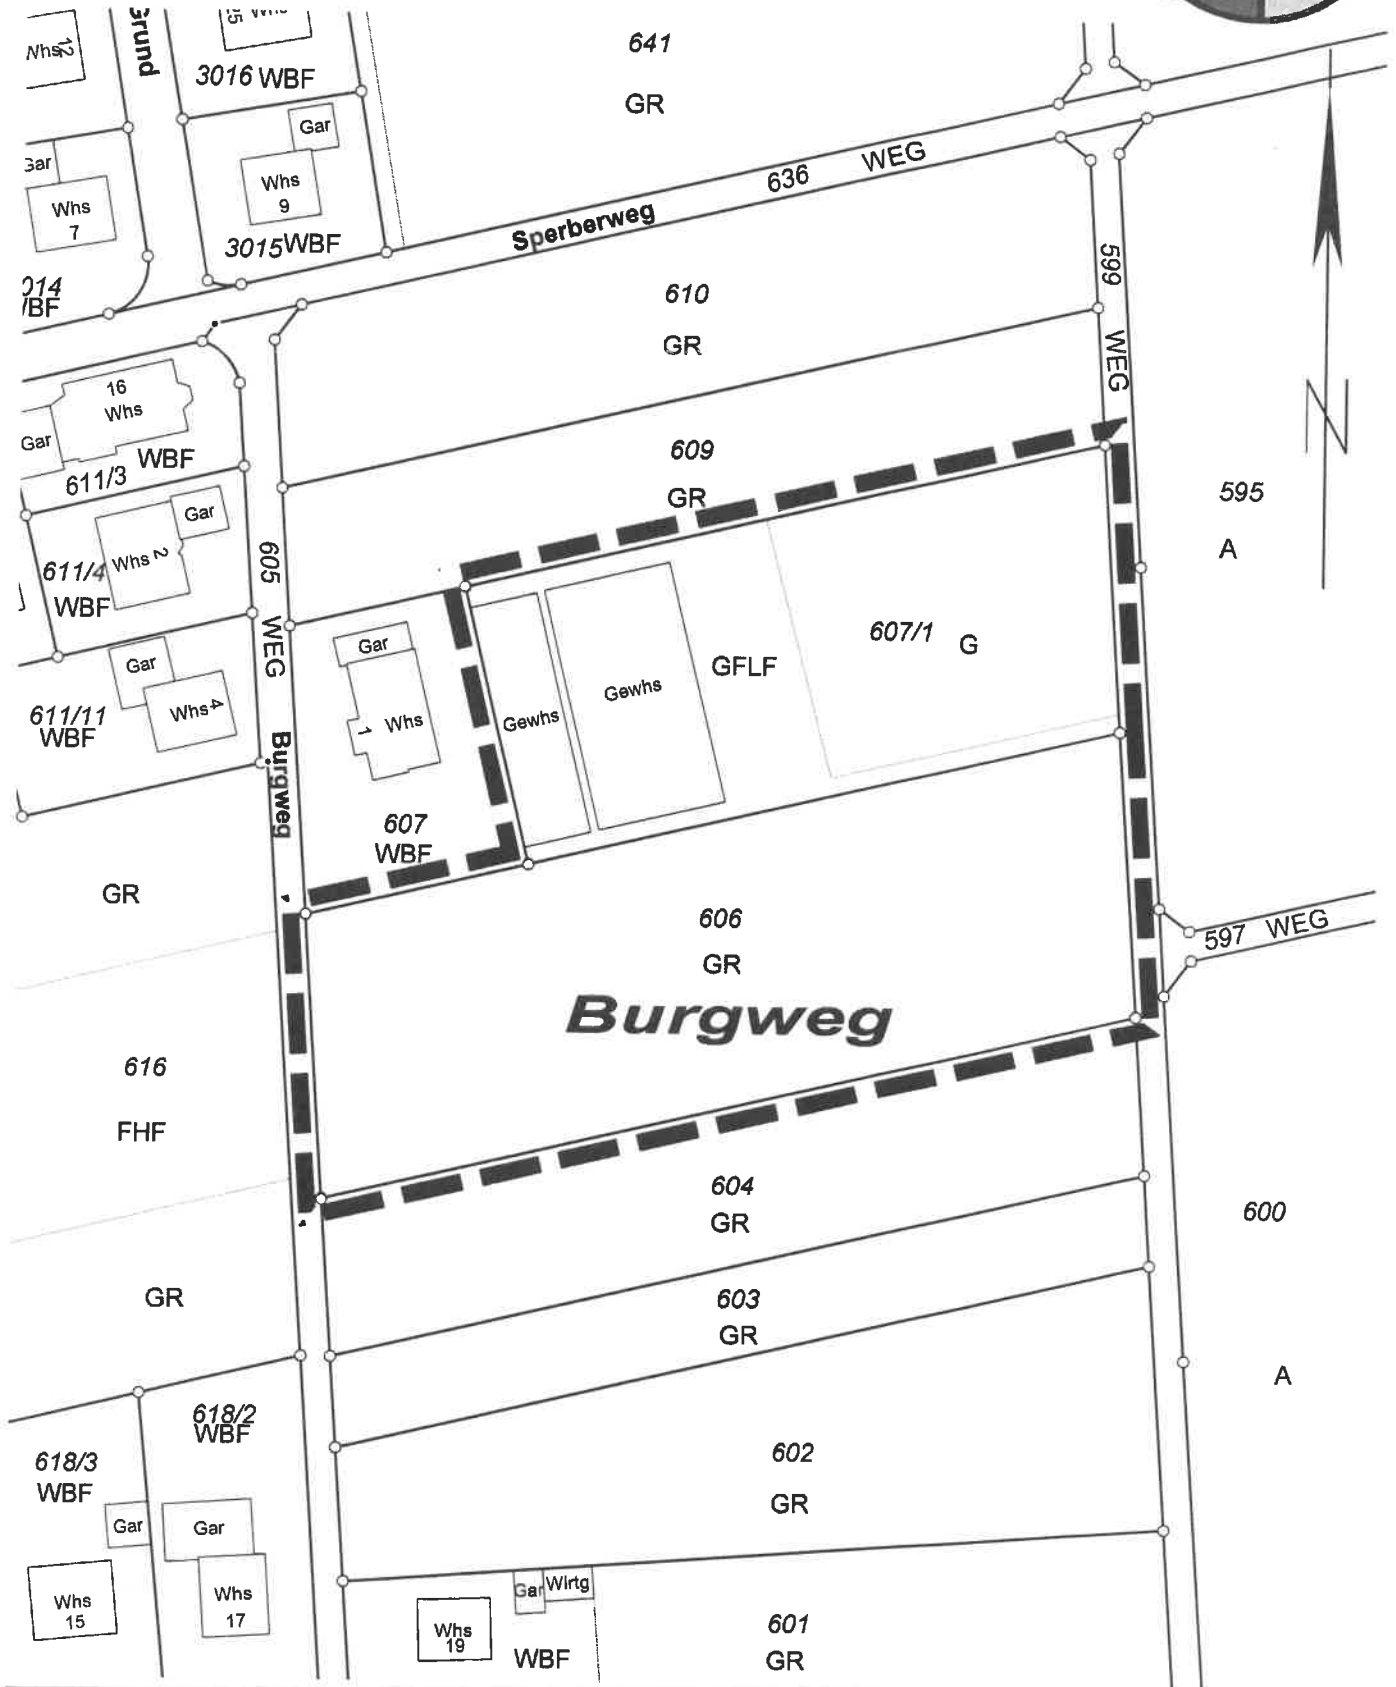 Grund
Whs
12
Whs
25
3016 WBF
641
GR
Gar
Whs
9
3015 WBF
Gar
Whs
7
WBF
636 WEG
Sperberweg
599 WEG
610
GR
16
Whs
Gar
WBF
611/3
609
GR
595
A
N
Gar
Whs 2
611/4
WBF
605 WEG
Burgweg
Gar
Whs 1
607
WBF
Gewhs
Gewhs
GFLF
607/1 G
Gar
Whs 4
611/11
WBF
GR
606
GR
Burgweg
597 WEG
616
FHF
604
GR
600
GR
603
GR
A
618/2
WBF
618/3
WBF
602
GR
Gar
Gar
Whs
15
Whs
17
Gar
Wirtg
Whs
19
WBF
601
GR